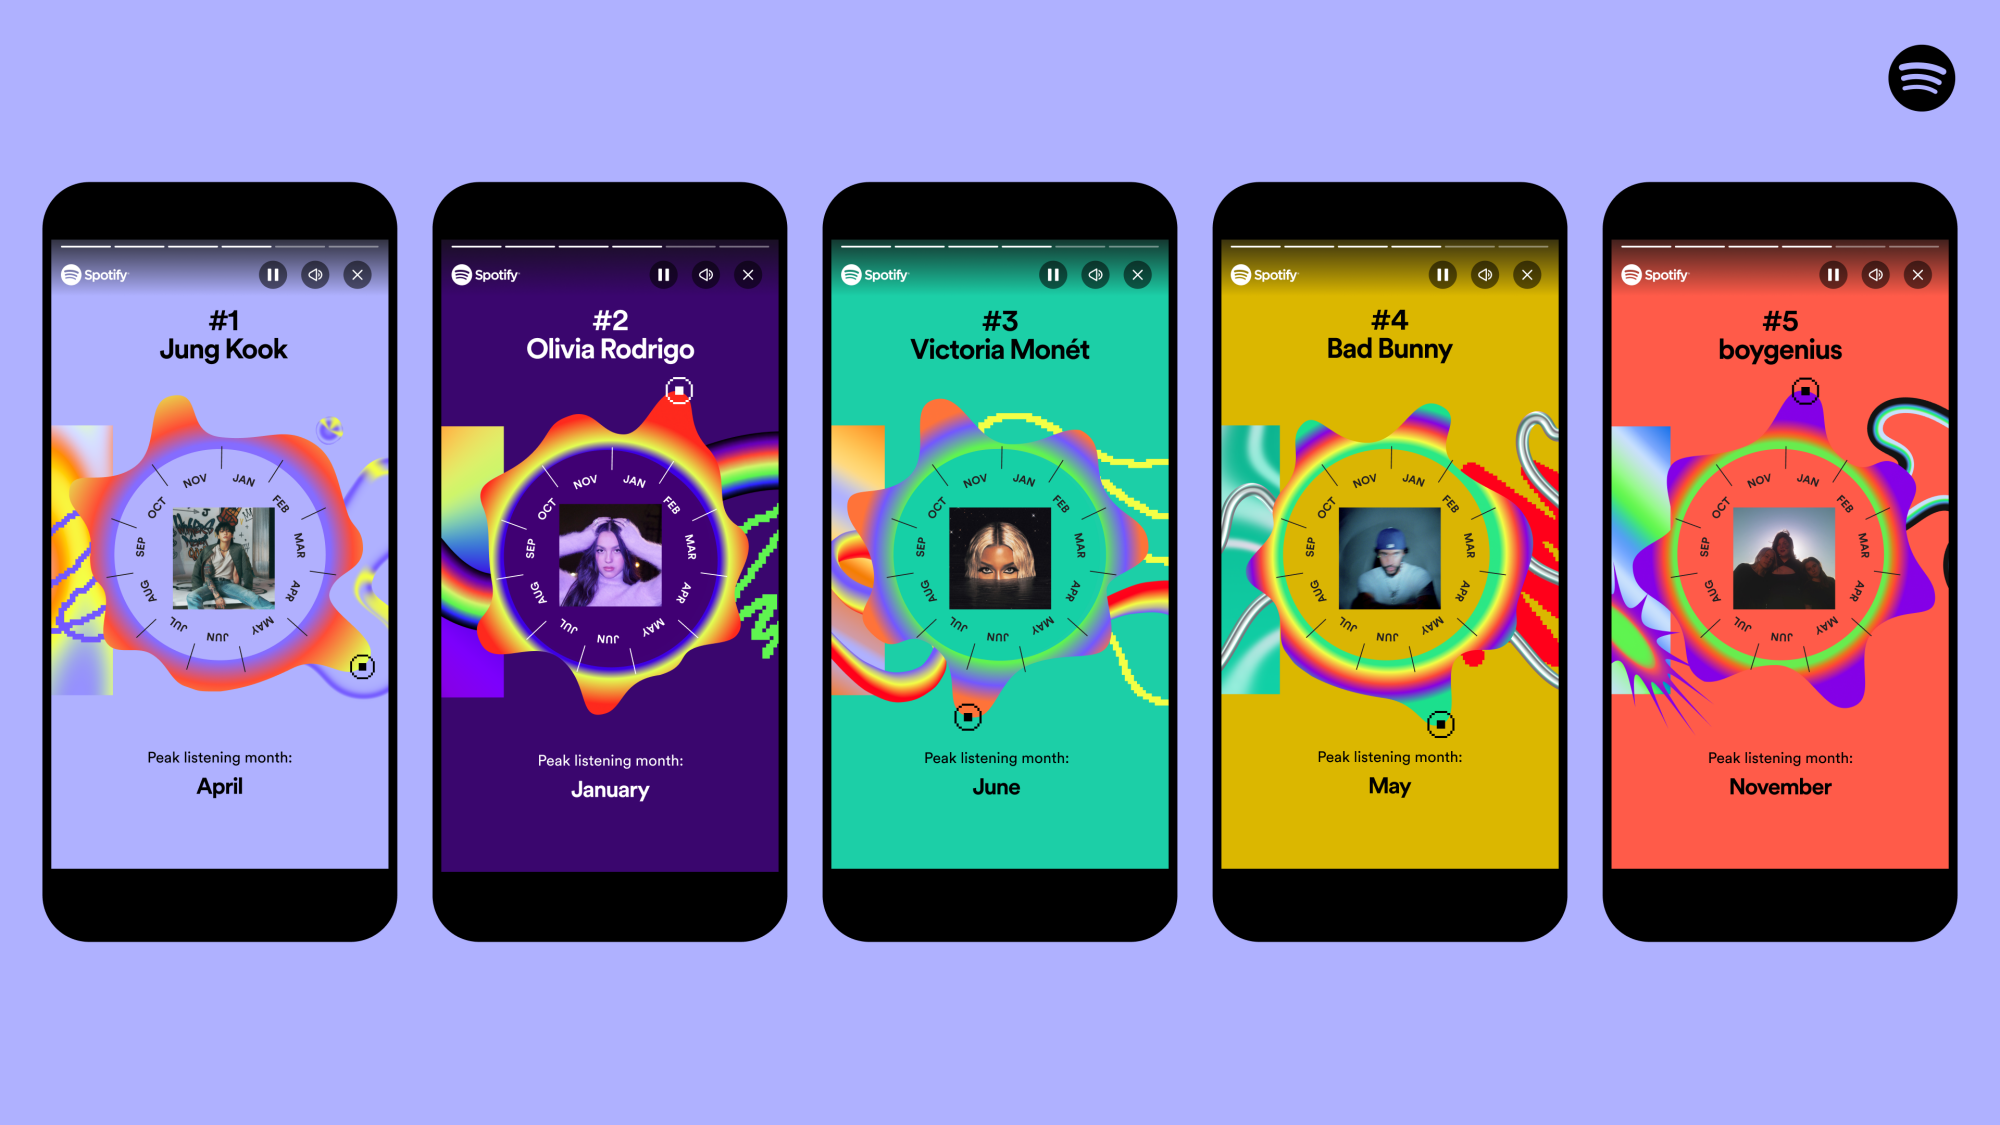 Spotify
#1
Jung Kook
JAN
FEB
MAR
APR
MAY
JUN
JUL
AUG
SEP
OCT
NOV
Peak listening month:
April
Spotify
#2
Olivia Rodrigo
JAN
FEB
MAR
APR
MAY
JUN
JUL
AUG
SEP
OCT
NOV
Peak listening month:
January
Spotify
#3
Victoria Monét
JAN
FEB
MAR
APR
MAY
JUN
JUL
AUG
SEP
OCT
NOV
Peak listening month:
June
Spotify
#4
Bad Bunny
JAN
FEB
MAR
APR
MAY
JUN
JUL
AUG
SEP
OCT
NOV
Peak listening month:
May
Spotify
#5
boygenius
JAN
FEB
MAR
APR
MAY
JUN
JUL
AUG
SEP
OCT
NOV
Peak listening month:
November